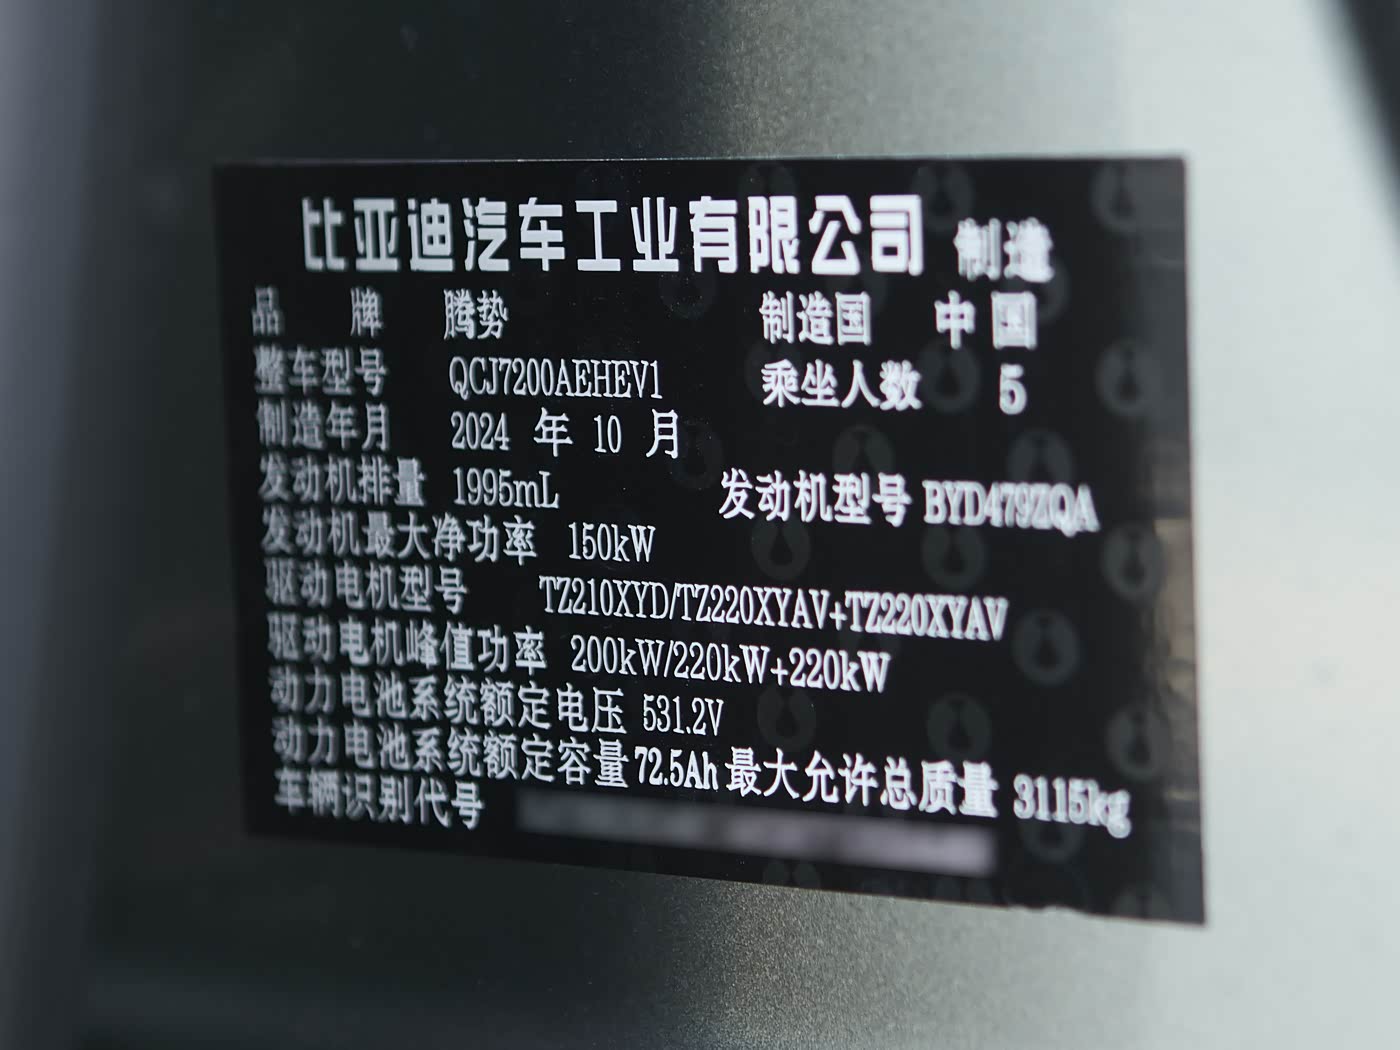 比亚迪汽车工业有限公司 制造
品 牌 腾势 制造国 中国
整车型号 QCJ7200AEHEV1 乘坐人数 5
制造年月 2024 年 10 月
发动机排量 1995mL 发动机型号 BYD479ZQA
发动机最大净功率 150kW
驱动电机型号 TZ210XYD/TZ220XYAV+TZ220XYAV
驱动电机峰值功率 200kW/220kW+220kW
动力电池系统额定电压 531.2V
动力电池系统额定容量 72.5Ah 最大允许总质量 3115kg
车辆识别代号